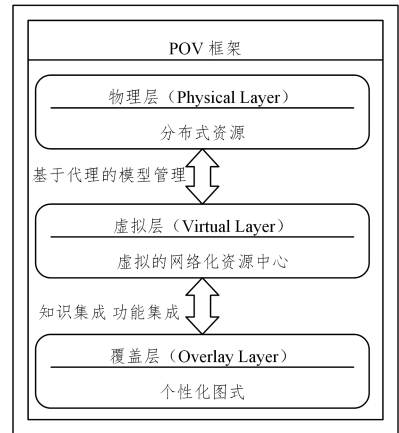 POV 框架
物理层（Physical Layer）
分布式资源
基于代理的模型管理
虚拟层（Virtual Layer）
虚拟的网络化资源中心
知识集成 功能集成
覆盖层（Overlay Layer）
个性化图式